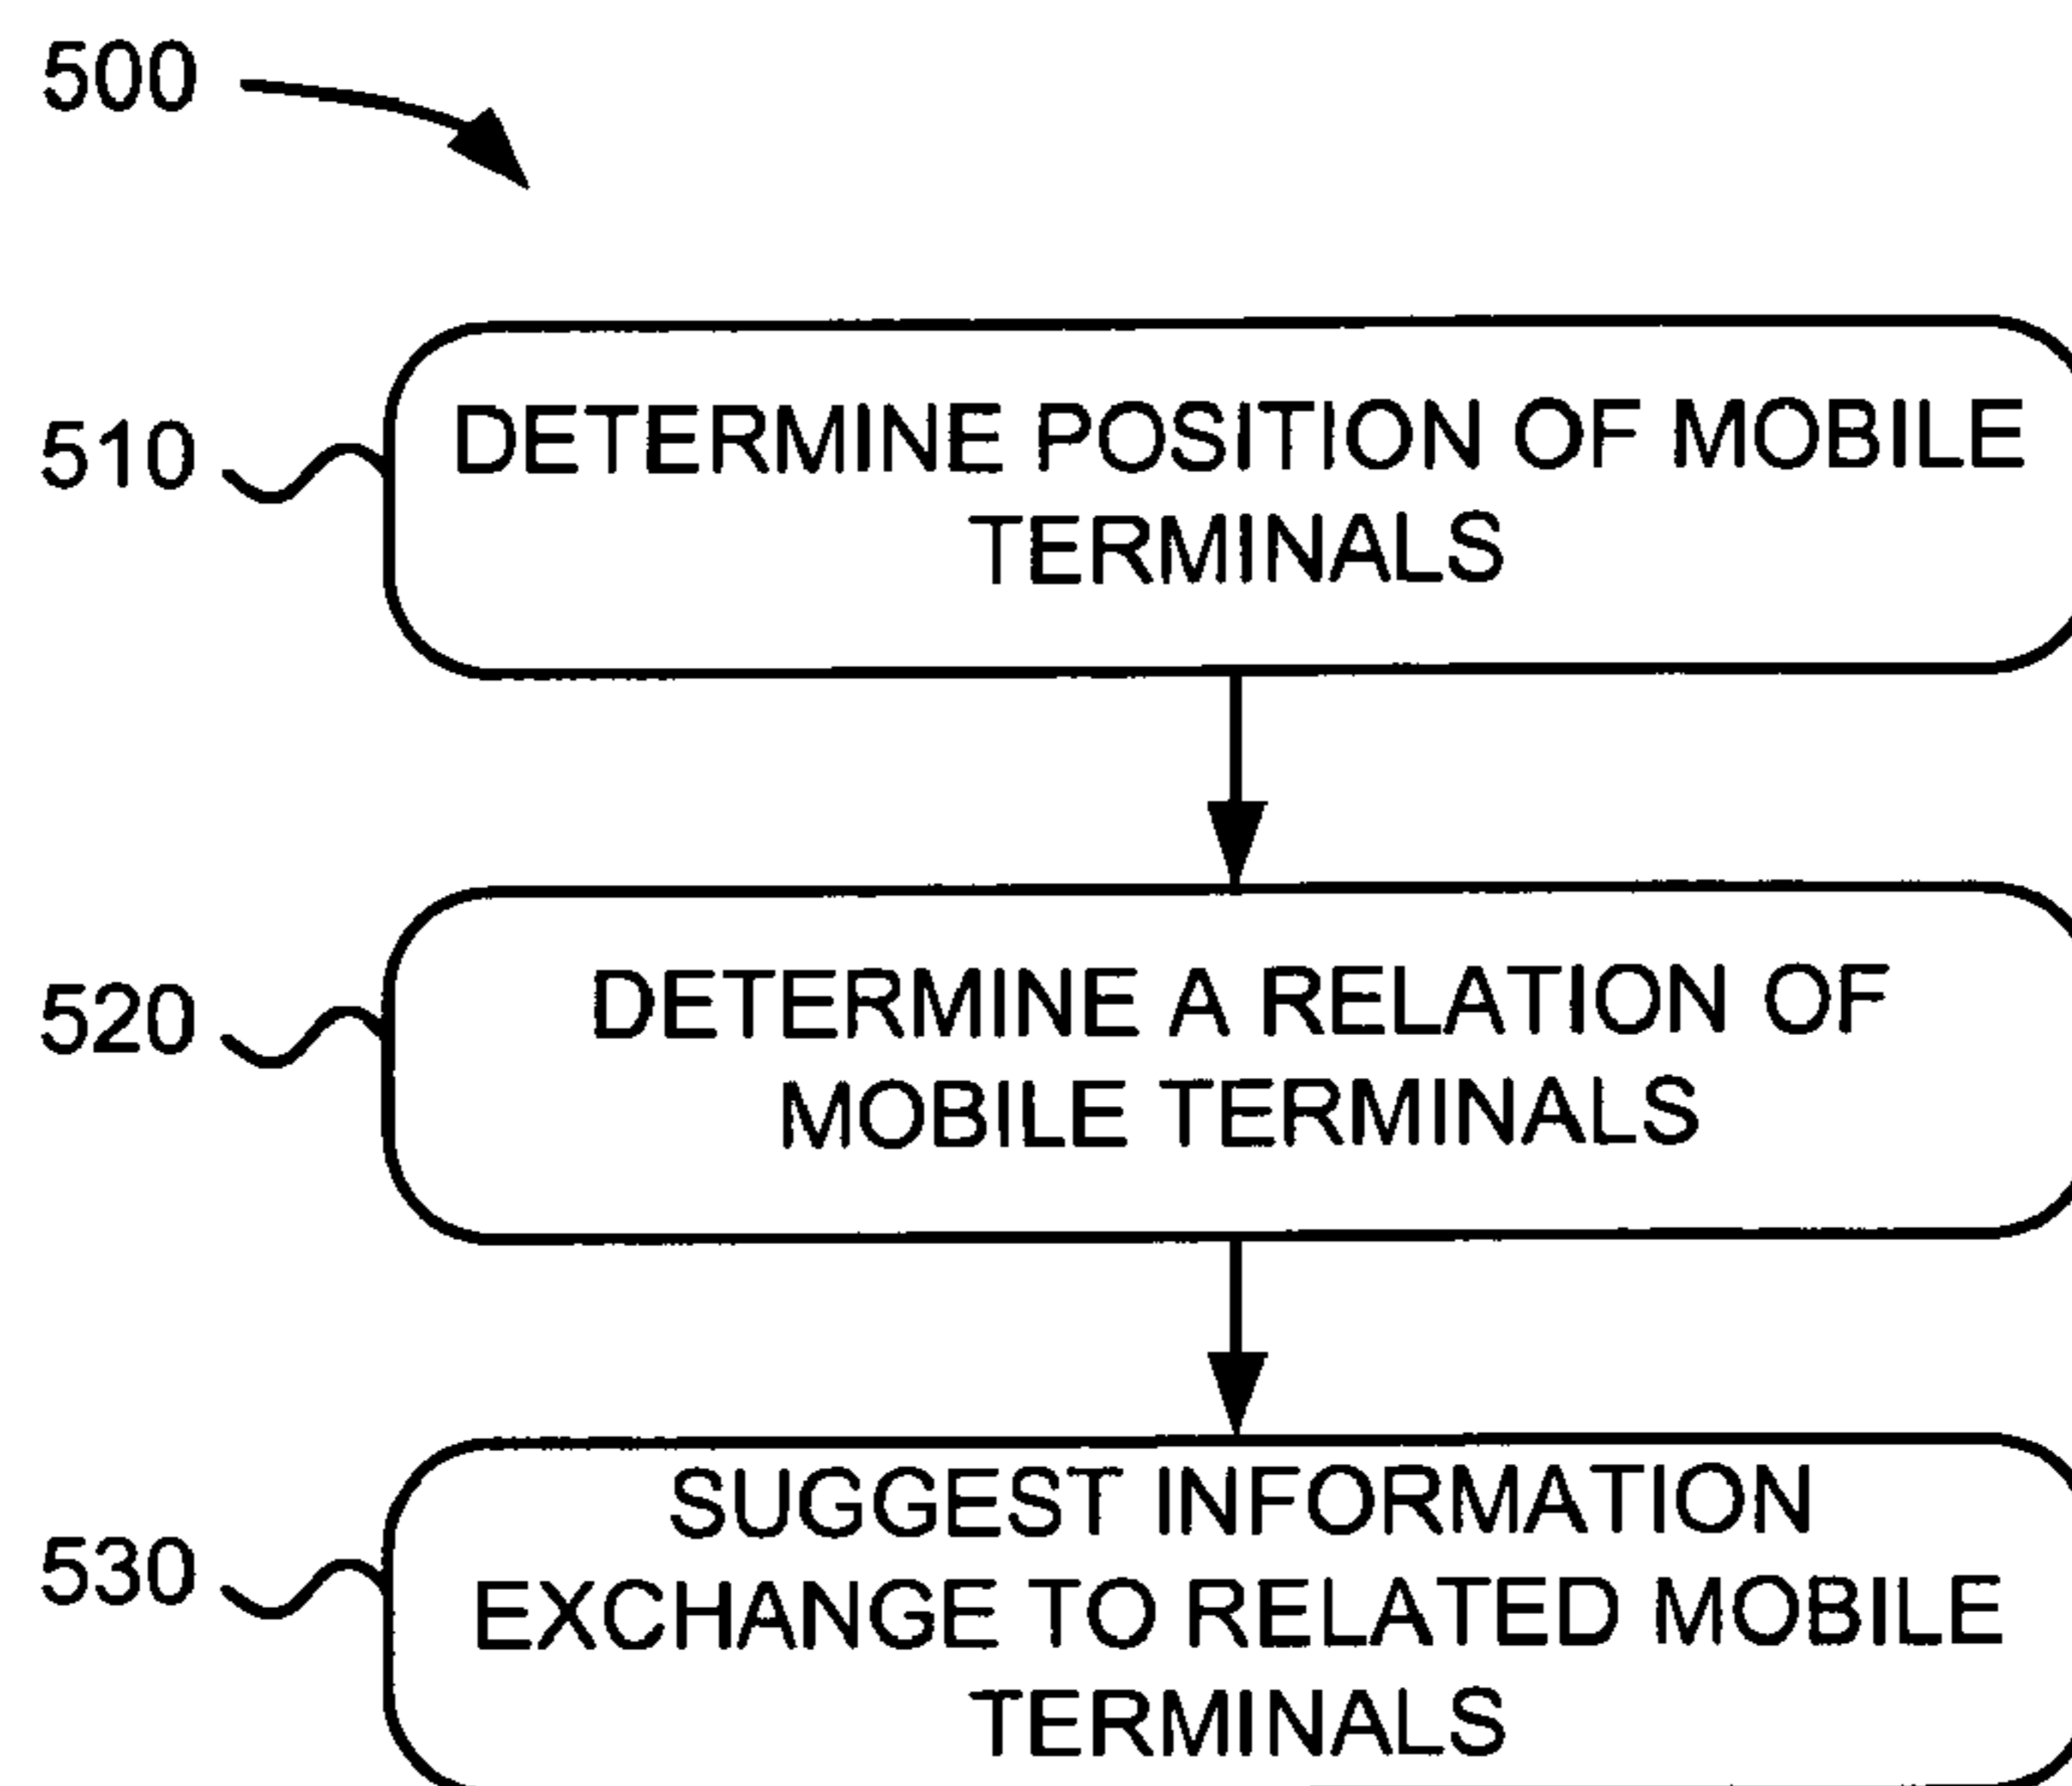 500
510
DETERMINE POSITION OF MOBILE
TERMINALS
520
DETERMINE A RELATION OF
MOBILE TERMINALS
530
SUGGEST INFORMATION
EXCHANGE TO RELATED MOBILE
TERMINALS